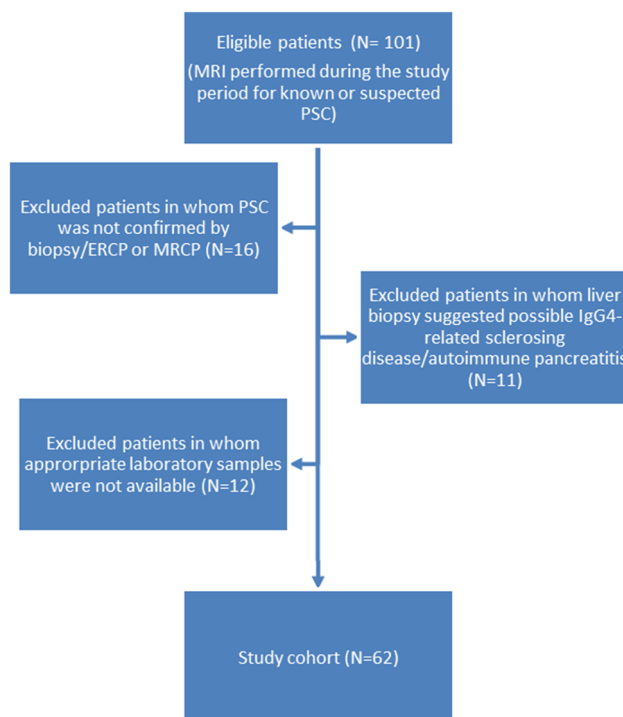 Eligible patients (N= 101)
(MRI performed during the study
period for known or suspected
PSC)
Excluded patients in whom PSC
was not confirmed by
biopsy/ERCP or MRCP (N=16)
Excluded patients in whom liver
biopsy suggested possible IgG4-
related sclerosing
disease/autoimmune pancreatitis
(N=11)
Excluded patients in whom
approrpriate laboratory samples
were not available (N=12)
Study cohort (N=62)